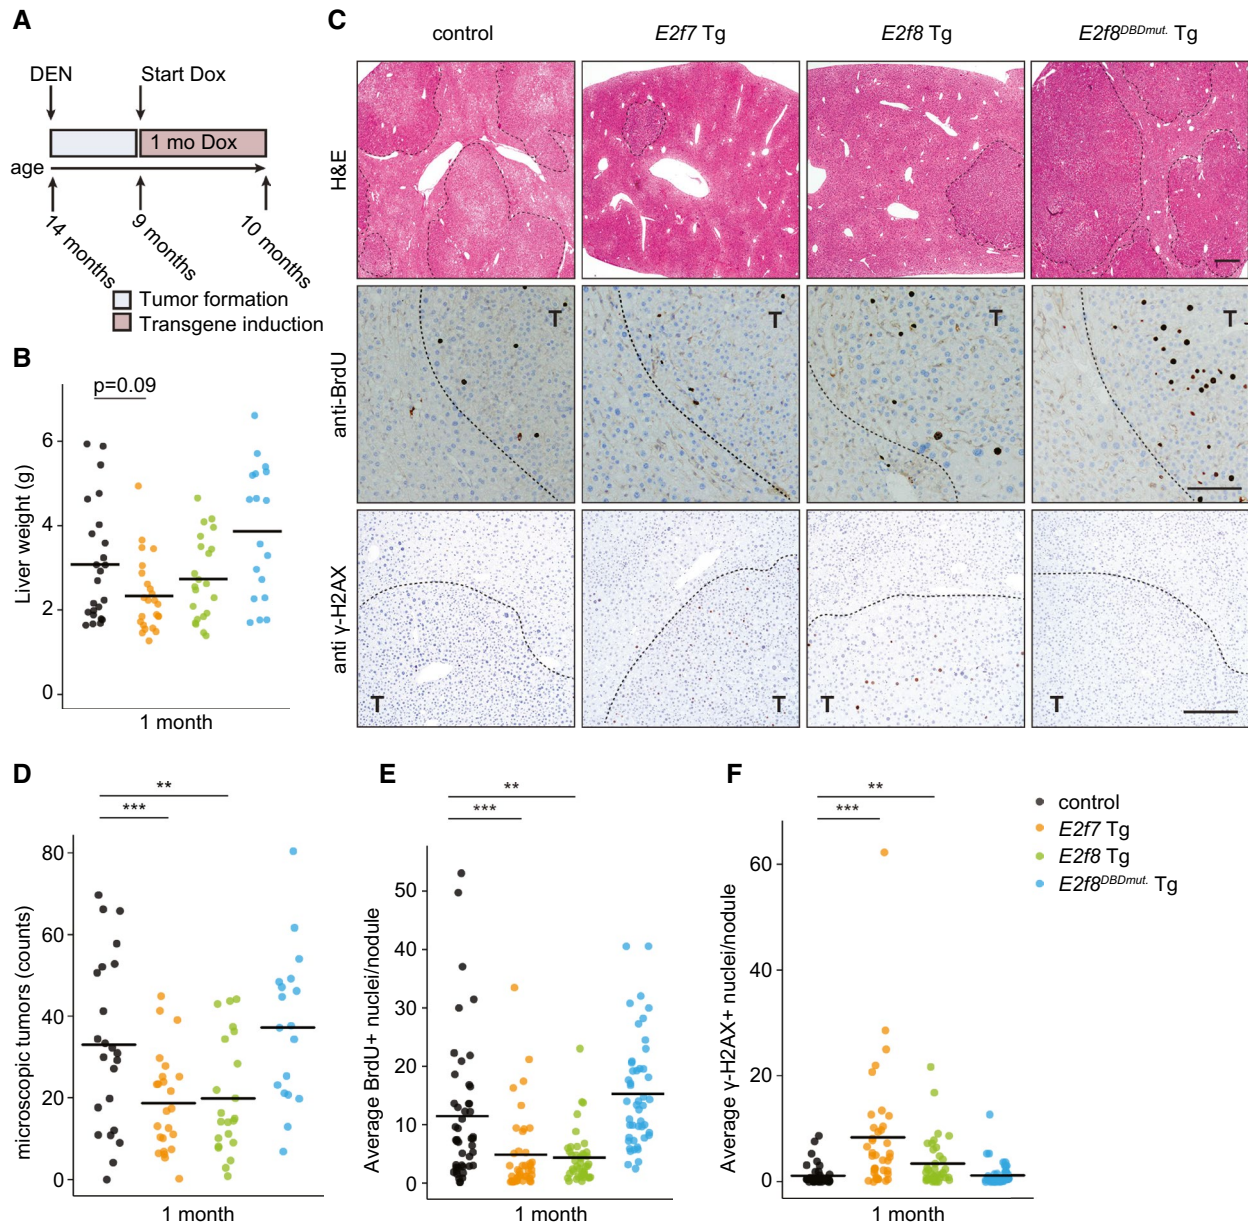 A
DEN
Start Dox
1 mo Dox
age
14 months
9 months
10 months
Tumor formation
Transgene induction
B
p=0.09
Liver weight (g)
6
4
2
0
1 month
C
control
E2f7 Tg
E2f8 Tg
E2f8DBDmut. Tg
H&E
anti-BrdU
T
T
T
T
anti γ-H2AX
T
T
T
T
D
**
***
microscopic tumors (counts)
80
60
40
20
0
1 month
E
**
***
Average BrdU+ nuclei/nodule
50
40
30
20
10
0
1 month
F
**
***
Average γ-H2AX+ nuclei/nodule
60
40
20
0
1 month
control
E2f7 Tg
E2f8 Tg
E2f8DBDmut. Tg